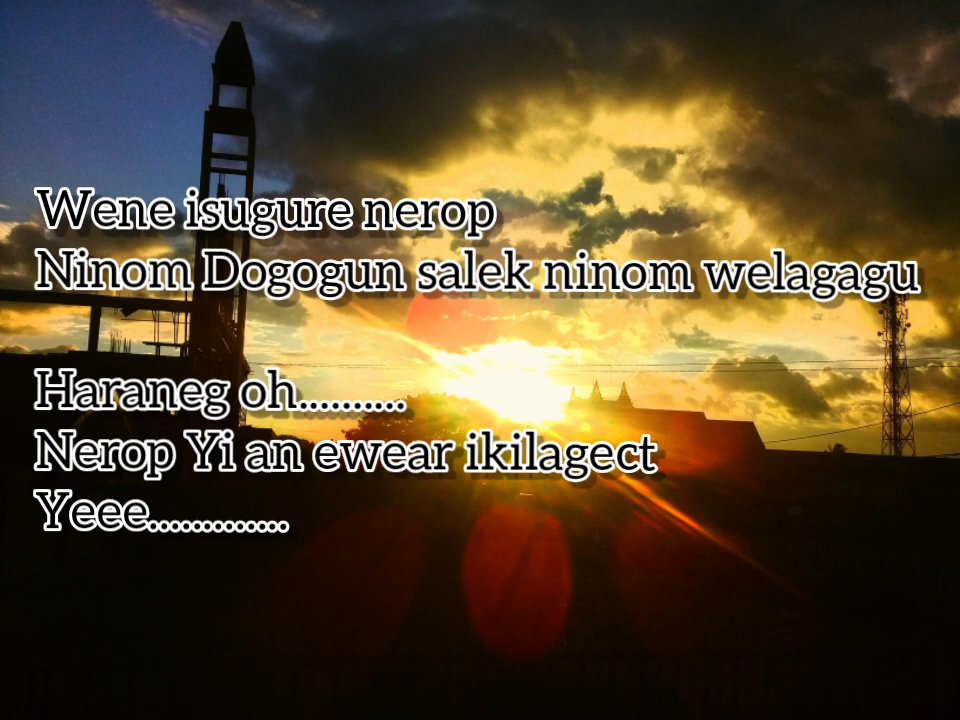 Wene isugure nerop
Ninom Dogogun salek ninom welagagu
Haraneg oh..........
Nerop Yi an ewear ikilagect
Yeee..............